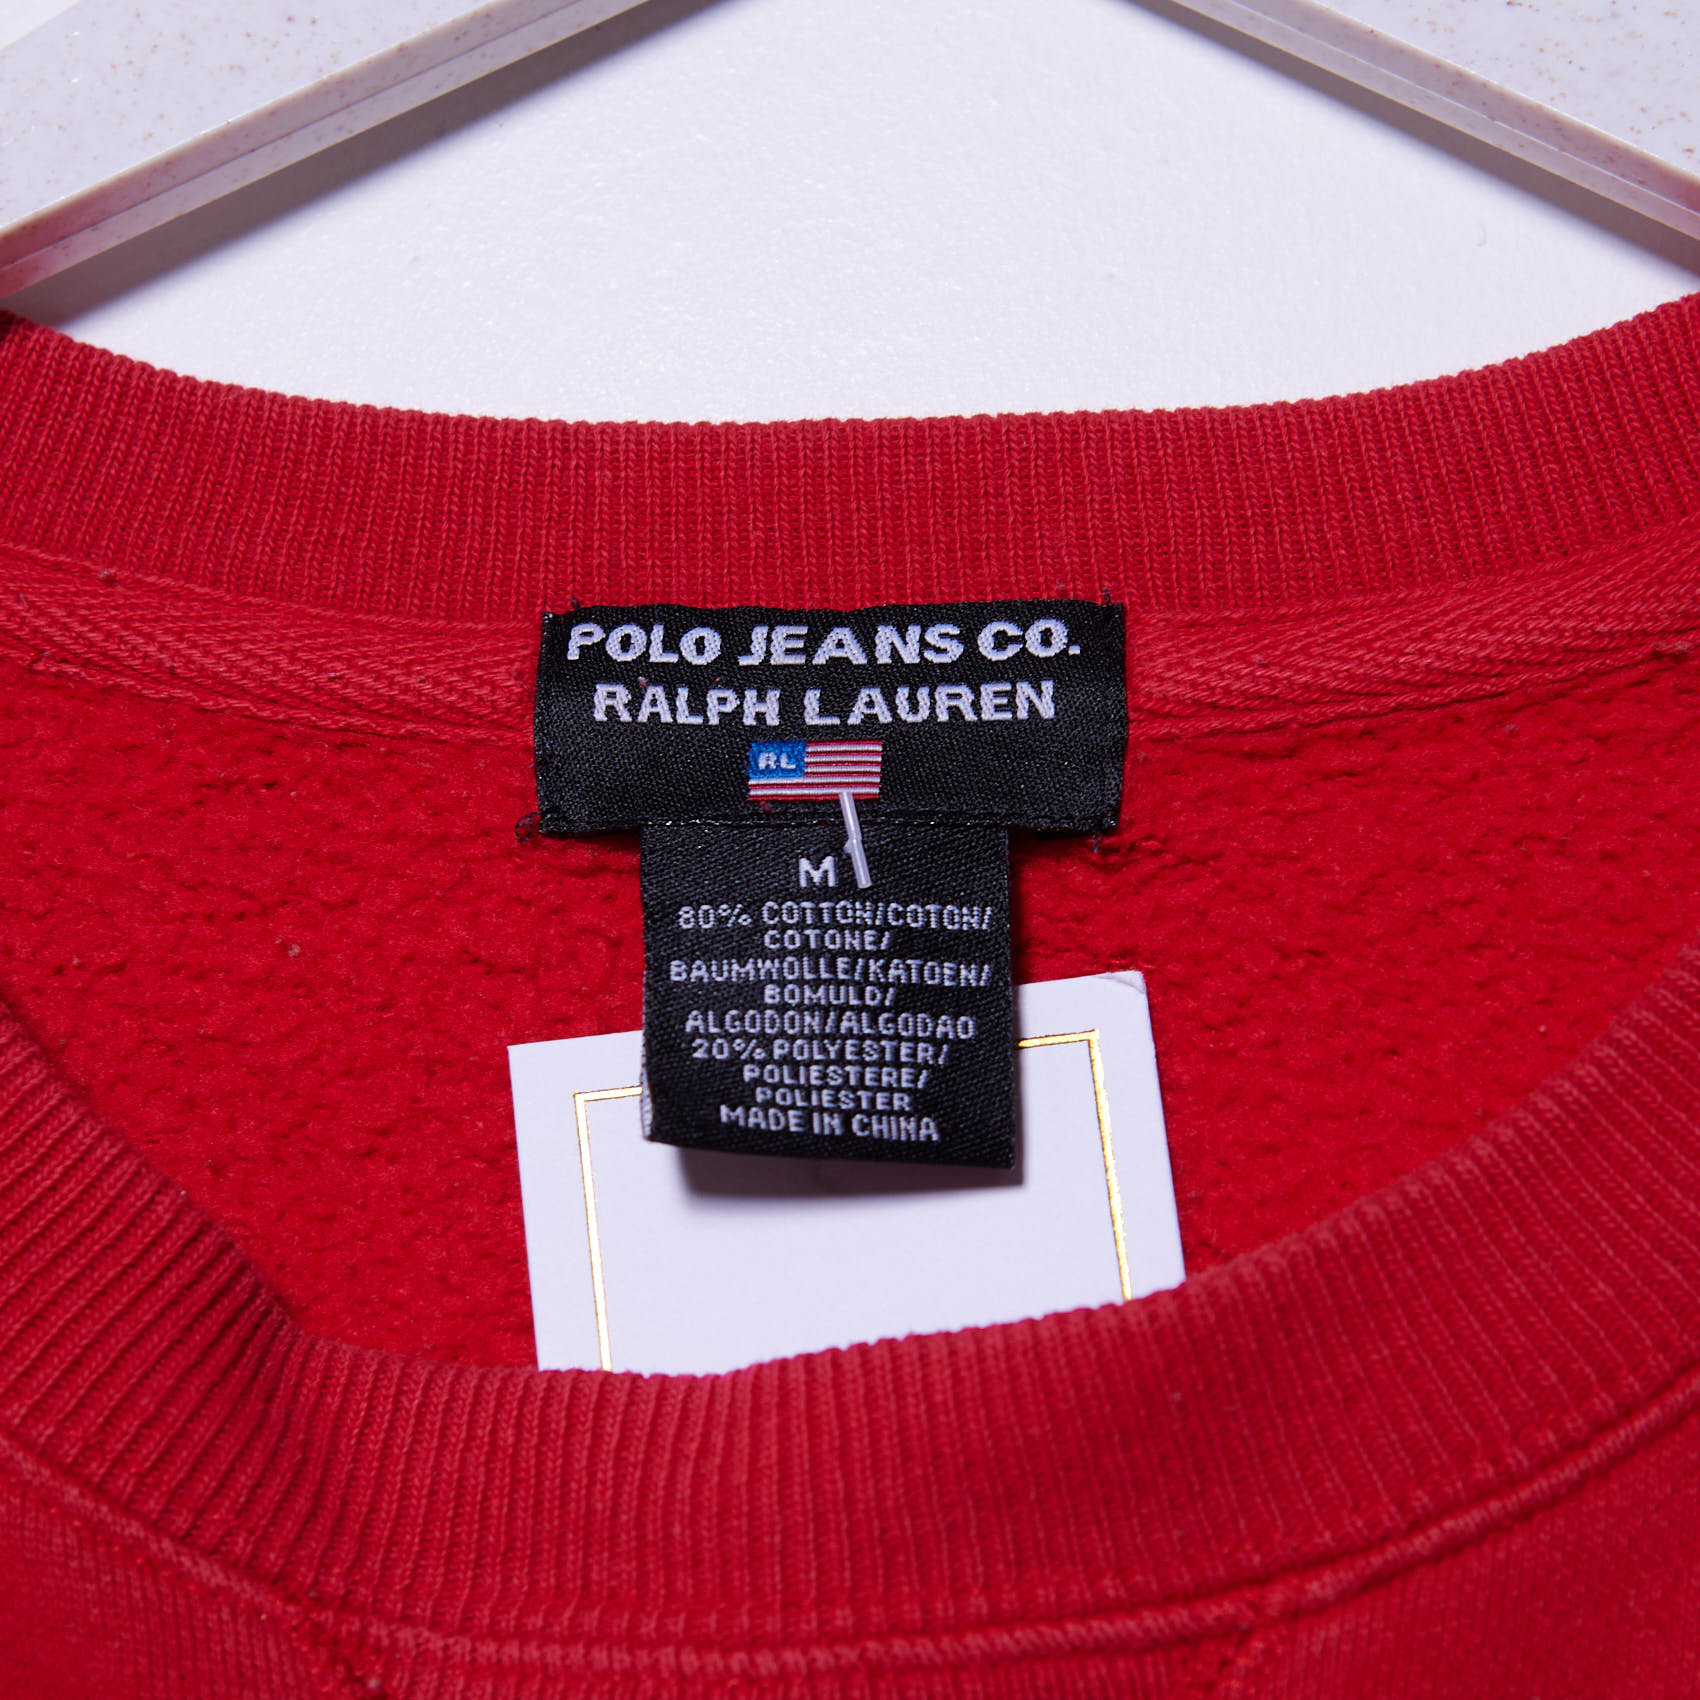 POLO JEANS CO.
RALPH LAUREN
RL
M
80% COTTON/COTON/
COTONE/
BAUMWOLLE/KATOEN/
BOMULD/
ALGODON/ALGODAO
20% POLYESTER/
POLIESTERE/
POLIESTER
MADE IN CHINA